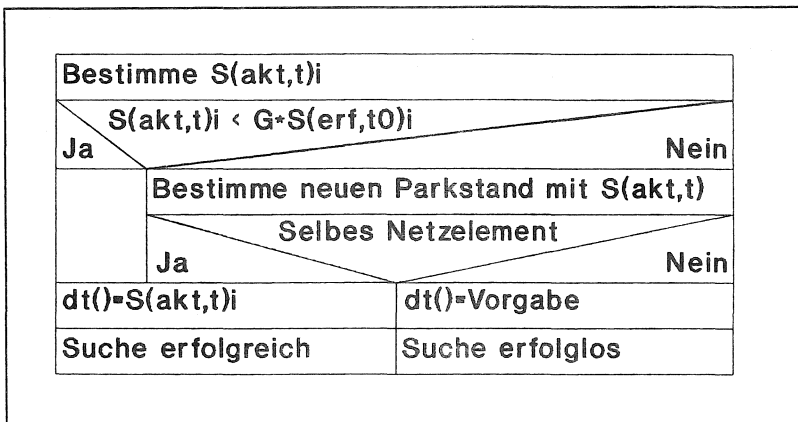 Bestimme S(akt,t)i
S(akt,t)i < G*S(erf,t0)i
Ja Nein
Bestimme neuen Parkstand mit S(akt,t)
Selbes Netzelement
Ja Nein
dt()=S(akt,t)i dt()=Vorgabe
Suche erfolgreich Suche erfolglos